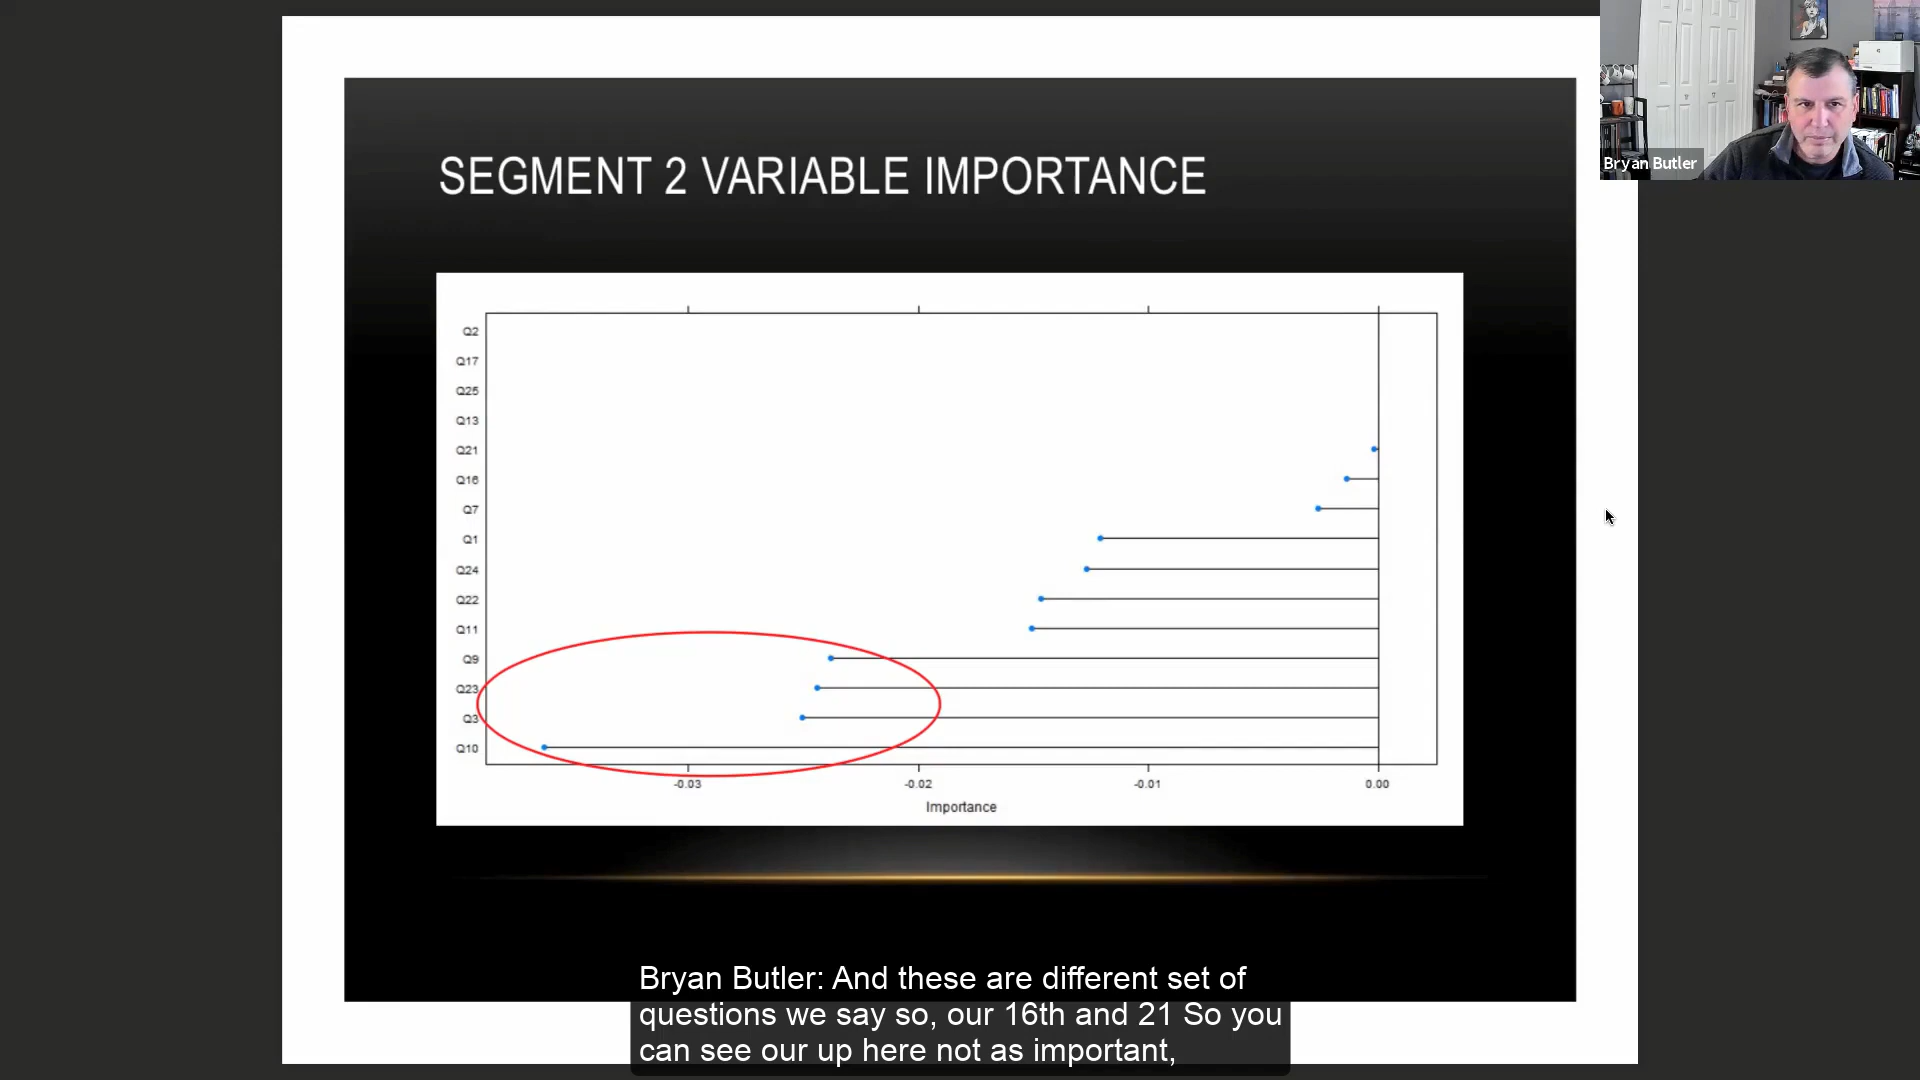 Bryan Butler
SEGMENT 2 VARIABLE IMPORTANCE
Q2
Q17
Q25
Q13
Q21
Q16
Q7
Q1
Q24
Q22
Q11
Q9
Q23
Q3
Q10
-0.03 -0.02 -0.01 0.00
Importance
Bryan Butler: And these are different set of
questions we say so, our 16th and 21 So you
can see our up here not as important,